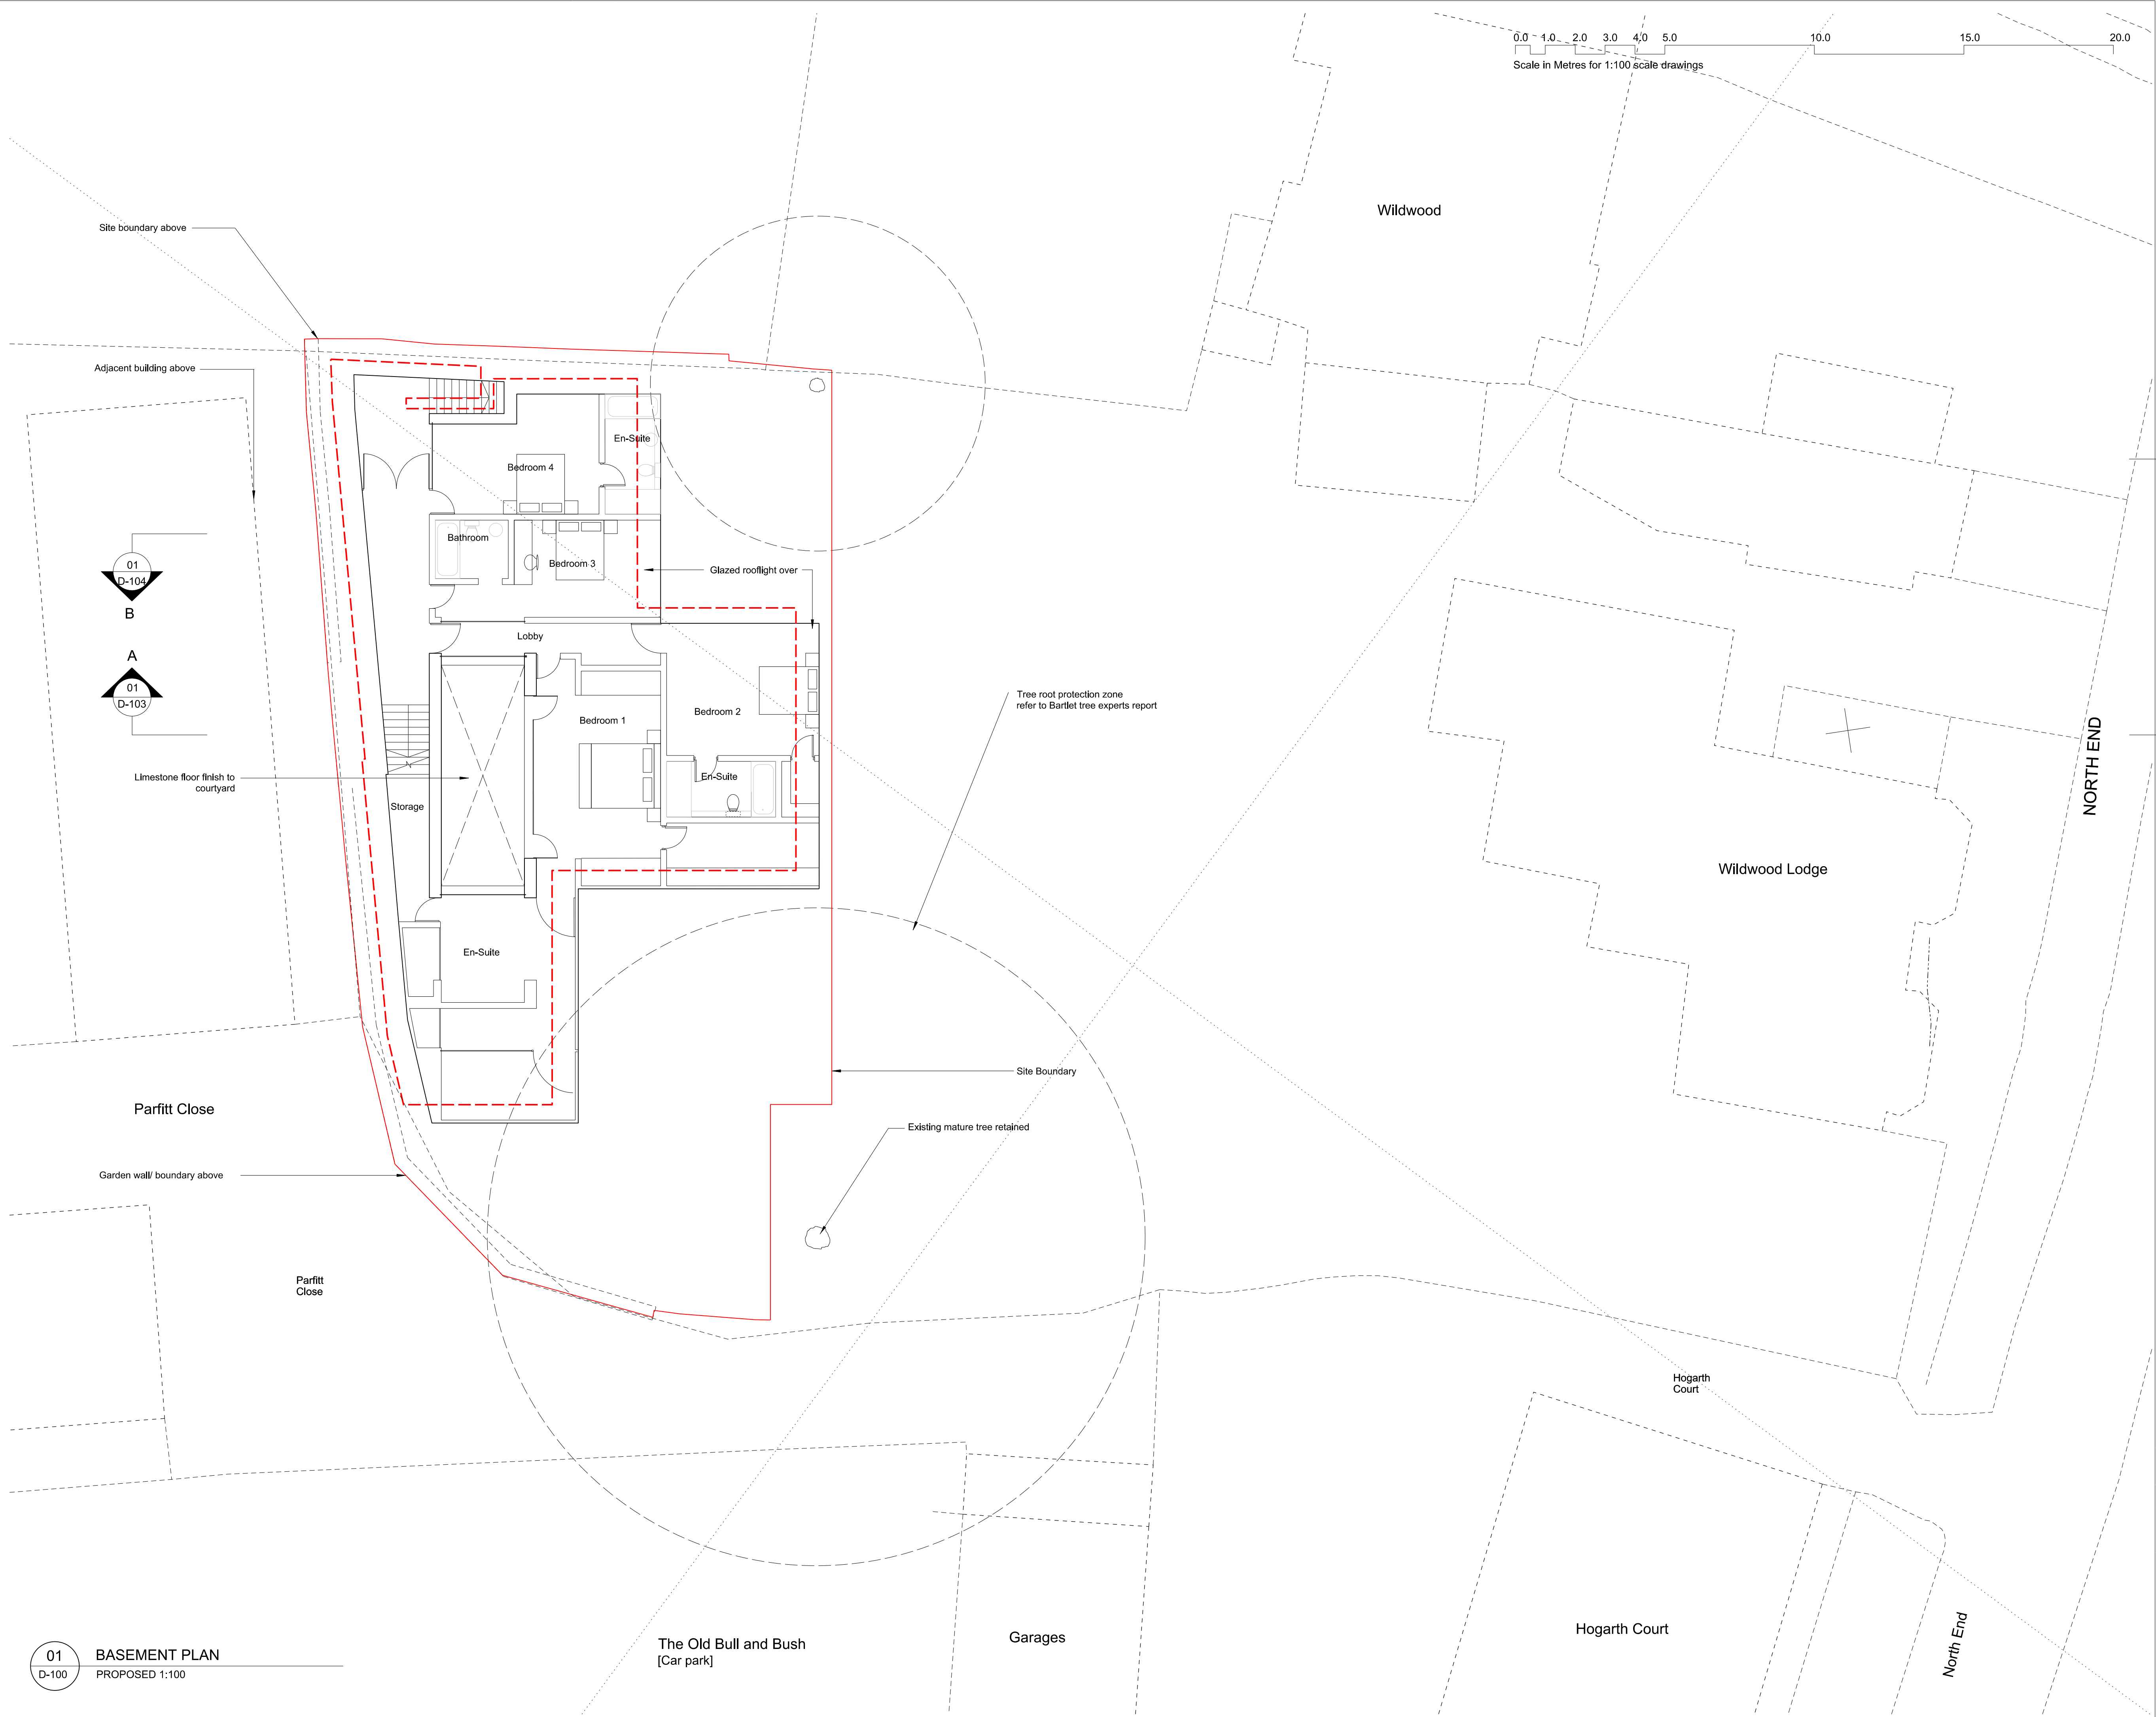 0.0 1.0 2.0 3.0 4.0 5.0 10.0 15.0 20.0
Scale in Metres for 1:100 scale drawings
Wildwood
Site boundary above
Adjacent building above
En-Suite
Bedroom 4
Bathroom
Bedroom 3
Glazed rooflight over
01
D-104
B
Lobby
A
01
D-103
Tree root protection zone
refer to Bartlet tree experts report
Bedroom 2
Bedroom 1
NORTH END
Limestone floor finish to
courtyard
En-Suite
Storage
Wildwood Lodge
En-Suite
Site Boundary
Parfitt Close
Existing mature tree retained
Garden wall/ boundary above
Parfitt
Close
Hogarth
Court
North End
Hogarth Court
Garages
The Old Bull and Bush
[Car park]
01
D-100
BASEMENT PLAN
PROPOSED 1:100